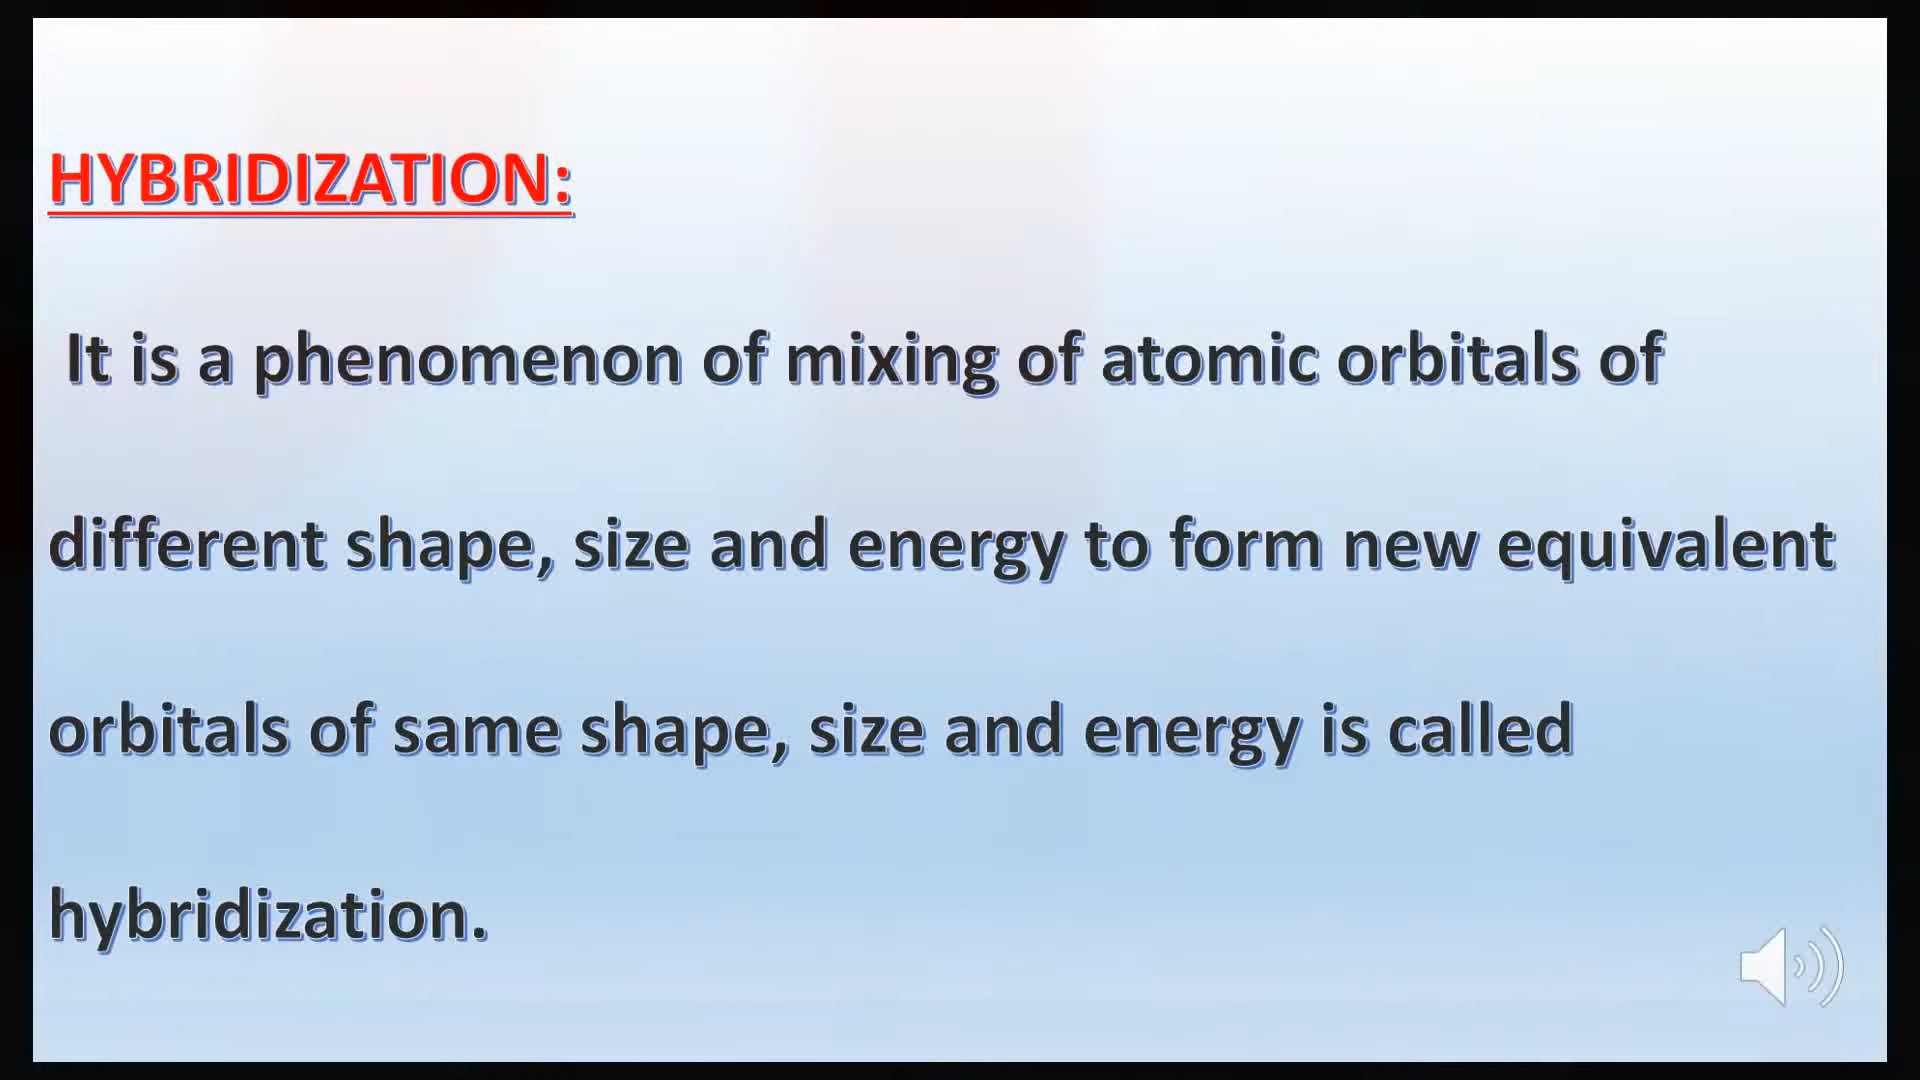 HYBRIDIZATION:
It is a phenomenon of mixing of atomic orbitals of
different shape, size and energy to form new equivalent
orbitals of same shape, size and energy is called
hybridization.